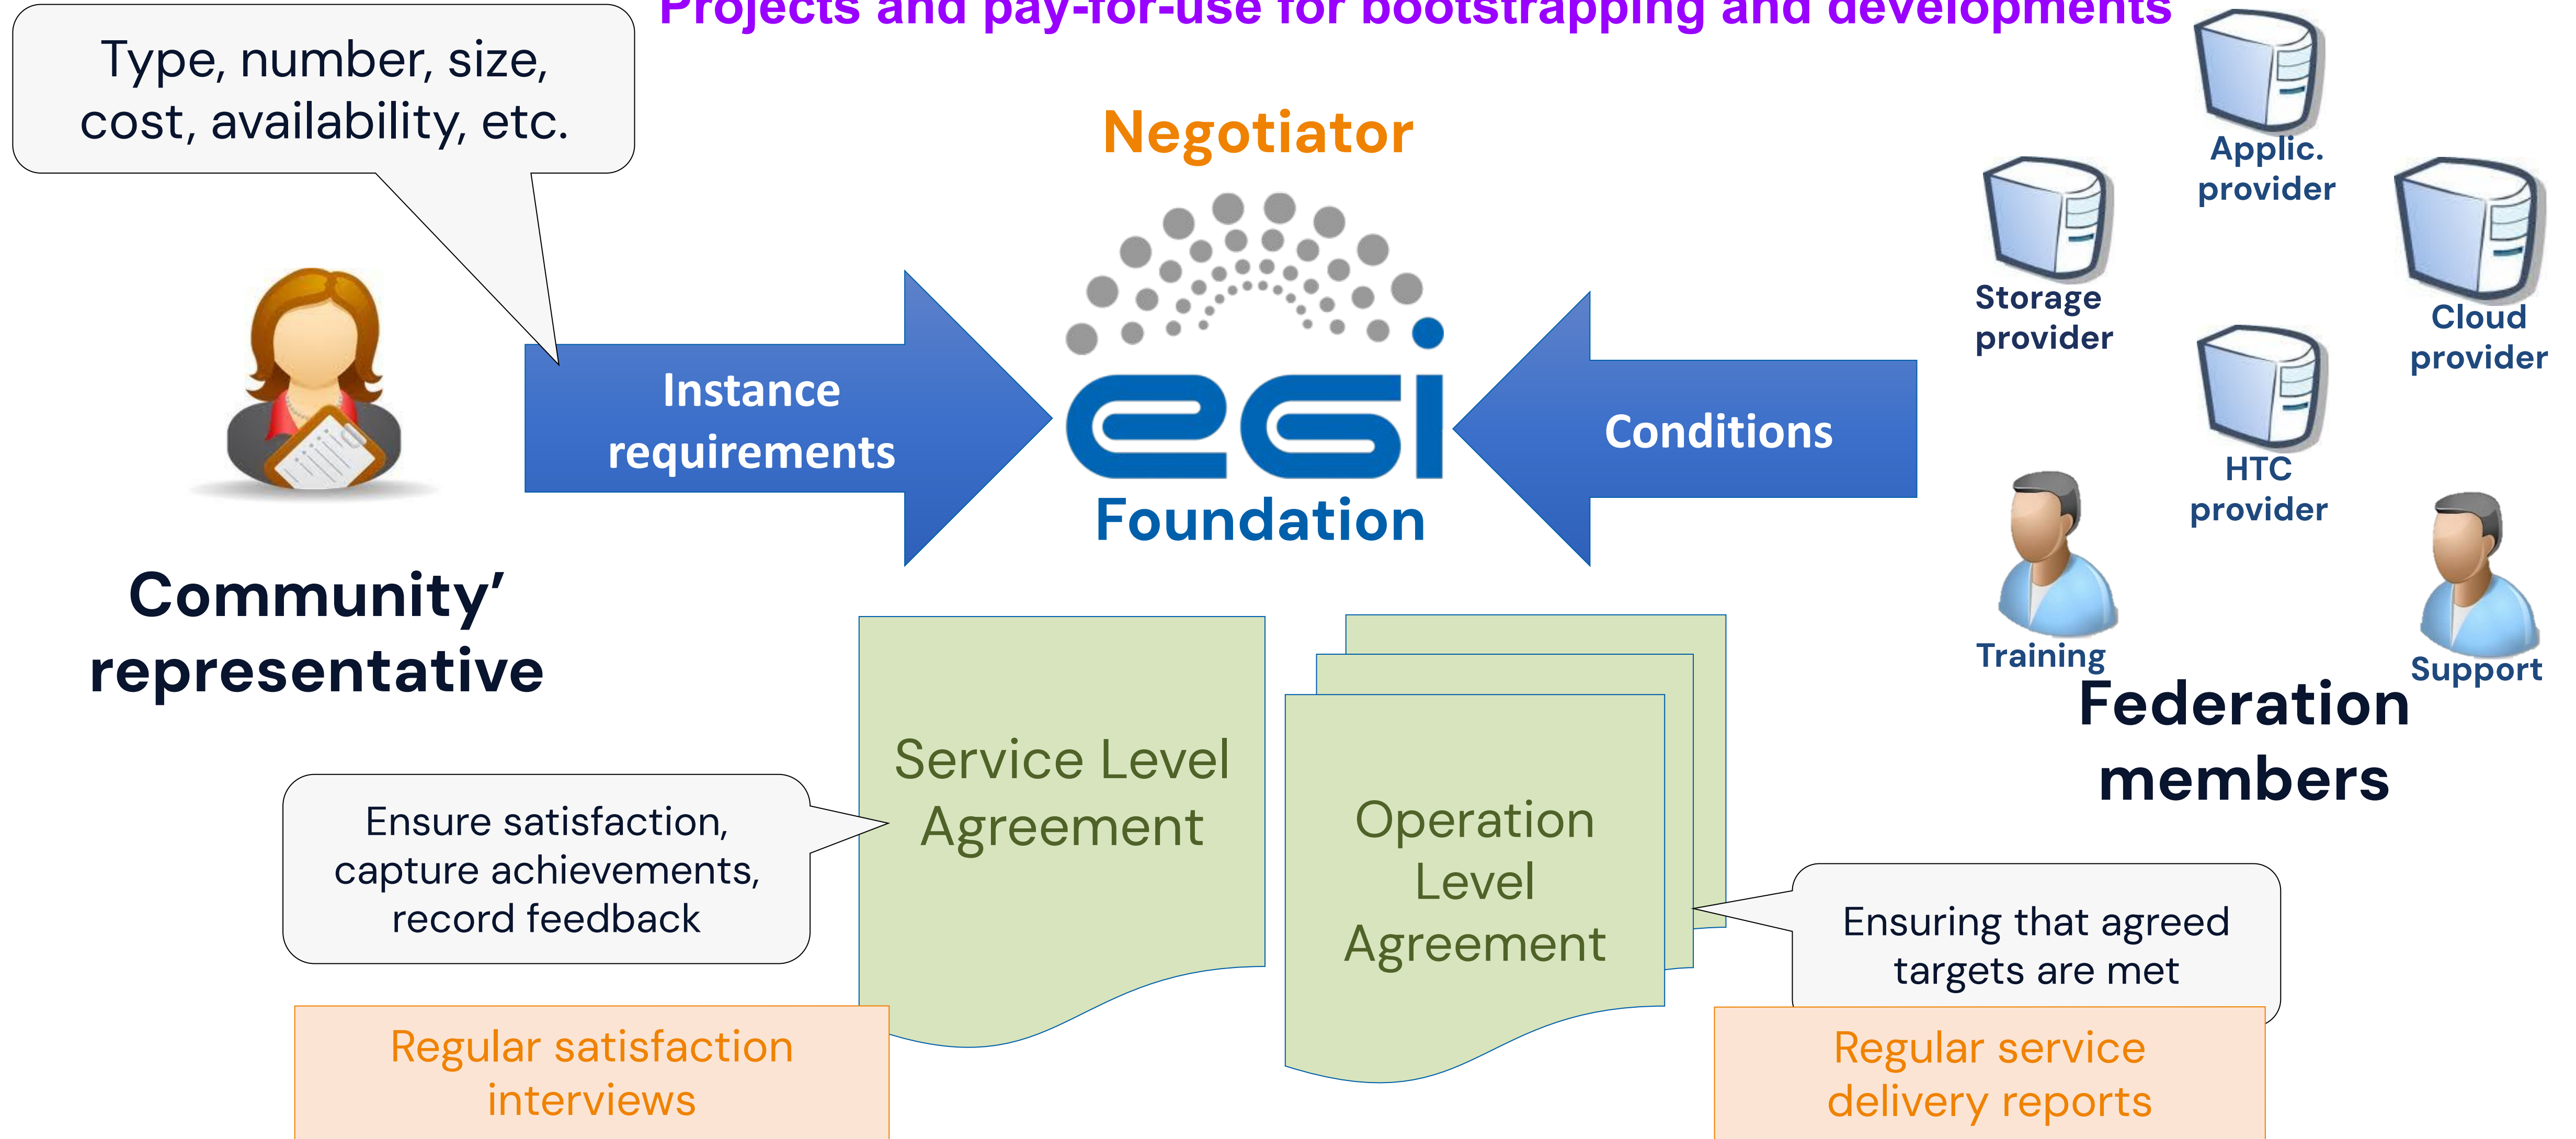 Projects and pay-for-use for bootstrapping and developments
Type, number, size,
cost, availability, etc.
Negotiator
Applic.
provider
Storage
provider
Cloud
provider
HTC
provider
Instance
requirements
egi
Foundation
Conditions
Community’
representative
Training
Support
Federation
members
Service Level
Agreement
Operation
Level
Agreement
Ensure satisfaction,
capture achievements,
record feedback
Ensuring that agreed
targets are met
Regular satisfaction
interviews
Regular service
delivery reports